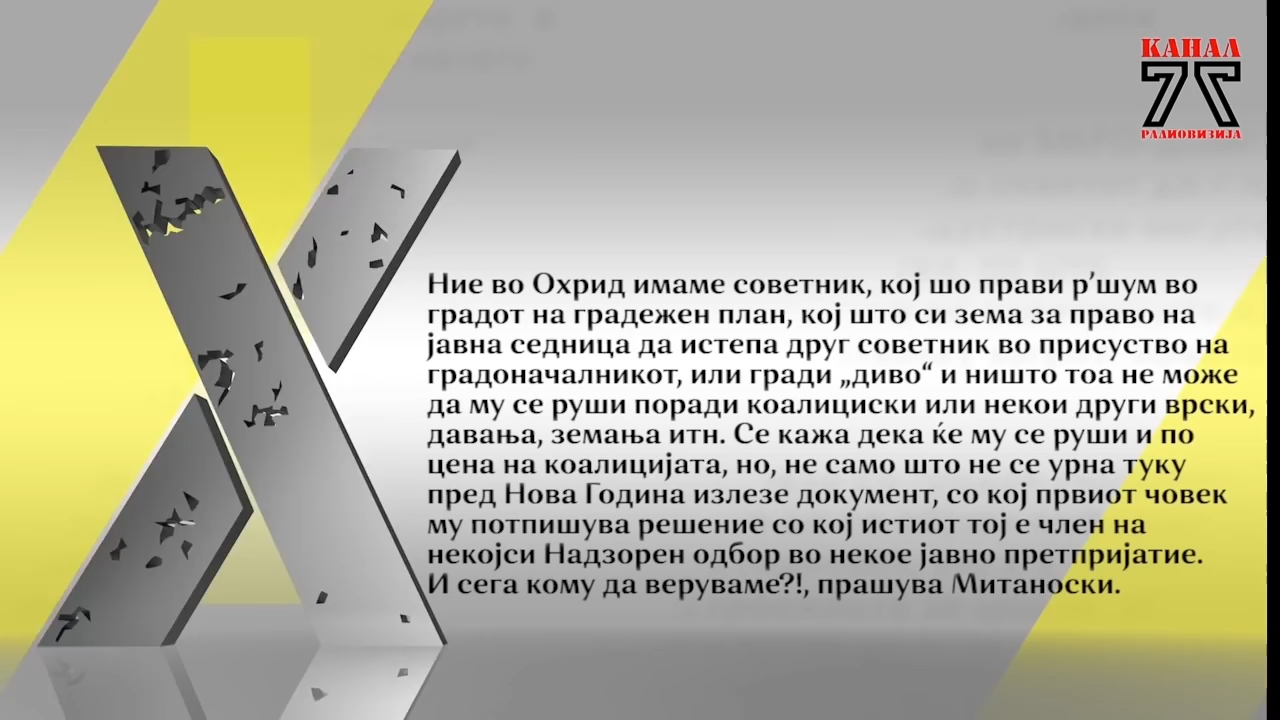 КАНАЛ
77
РАДИОВИЗИЈА
Ние во Охрид имаме советник, кој шо прави р’шум во
градот на градежен план, кој што си зема за право на
јавна седница да истепа друг советник во присуство на
градоначалникот, или гради „диво“ и ништо тоа не може
да му се руши поради коалициски или некои други врски,
давања, земања итн. Се кажа дека ќе му се руши и по
цена на коалицијата, но, не само што не се урна туку
пред Нова Година излезе документ, со кој првиот човек
му потпишува решение со кој истиот тој е член на
некојси Надзорен одбор во некое јавно претпријатие.
И сега кому да веруваме?!, прашува Митаноски.